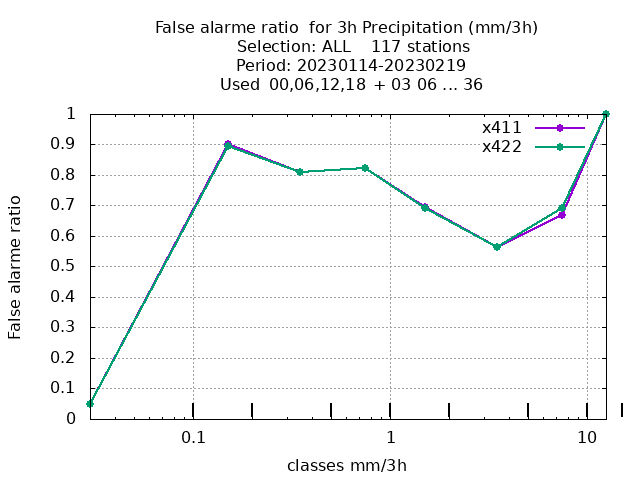 False alarme ratio  for 3h Precipitation (mm/3h)
Selection: ALL    117 stations
Period: 20230114-20230219
Used  00,06,12,18  + 03 06 ... 36
x411
x422
1
0.9
0.8
0.7
0.6
0.5
0.4
0.3
0.2
0.1
0
False alarme ratio
0.1
1
10
classes mm/3h